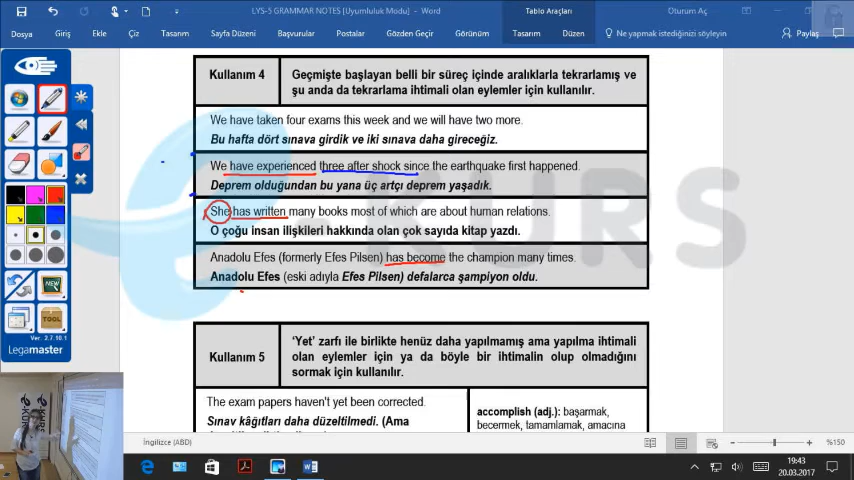 LYS-5 GRAMMAR NOTES [Uyumluluk Modu] - Word
Tablo Araçları
Oturum Aç
Dosya
Giriş
Ekle
Çiz
Tasarım
Sayfa Düzeni
Başvurular
Postalar
Gözden Geçir
Görünüm
Tasarım
Düzen
Ne yapmak istediğinizi söyleyin
Paylaş
Kullanım 4
Geçmişte başlayan belli bir süreç içinde aralıklarla tekrarlamış ve
şu anda da tekrarlama ihtimali olan eylemler için kullanılır.
We have taken four exams this week and we will have two more.
Bu hafta dört sınava girdik ve iki sınava daha gireceğiz.
We have experienced three after shock since the earthquake first happened.
Deprem olduğundan bu yana üç artçı deprem yaşadık.
She has written many books most of which are about human relations.
O çoğu insan ilişkileri hakkında olan çok sayıda kitap yazdı.
Anadolu Efes (formerly Efes Pilsen) has become the champion many times.
Anadolu Efes (eski adıyla Efes Pilsen) defalarca şampiyon oldu.
Kullanım 5
'Yet' zarfı ile birlikte henüz daha yapılmamış ama yapılma ihtimali
olan eylemler için ya da böyle bir ihtimalin olup olmadığını
sormak için kullanılır.
The exam papers haven't yet been corrected.
Sınav kâğıtları daha düzeltilmedi. (Ama
accomplish (adj.): başarmak,
becermek, tamamlamak, amacına
NEW
TOOL
Ver. 2.7.10.1
Legamaster
e KURS
İngilizce (ABD)
%150
19:43
20.03.2017